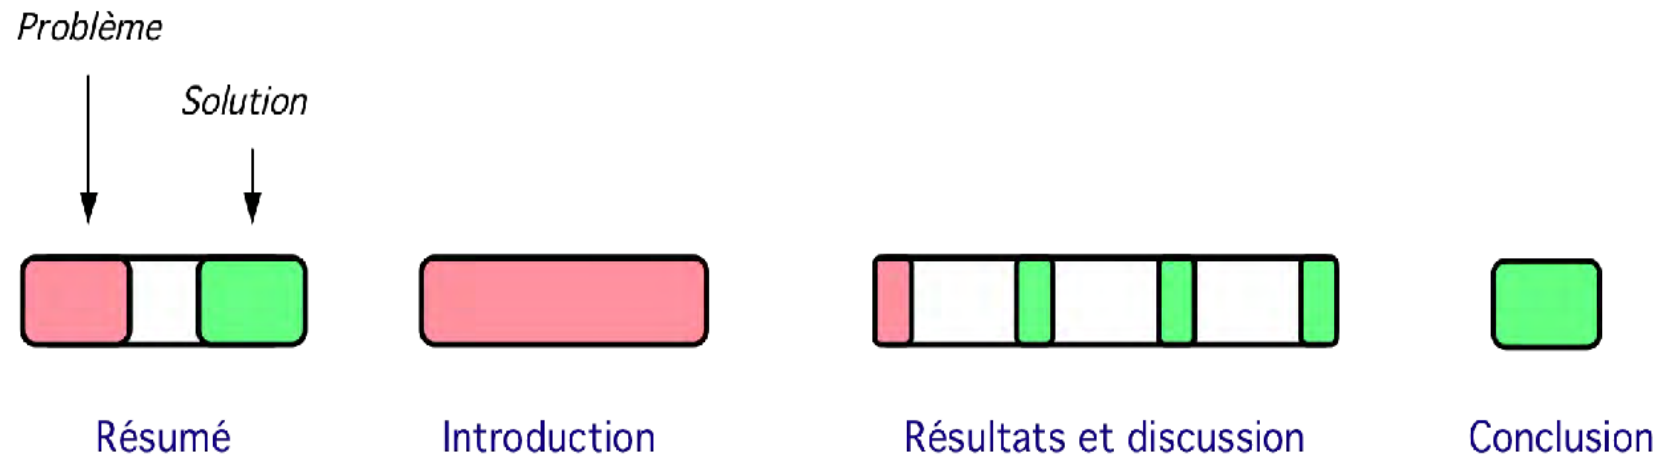 Problème
Solution
Résumé
Introduction
Résultats et discussion
Conclusion